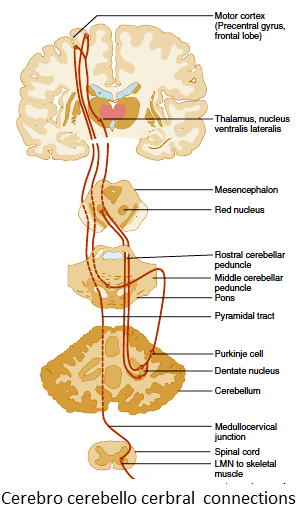 Motor cortex
(Precentral gyrus,
frontal lobe)
Thalamus, nucleus
ventralis lateralis
Mesencephalon
Red nucleus
Rostral cerebellar
peduncle
Middle cerebellar
peduncle
Pons
Pyramidal tract
Purkinje cell
Dentate nucleus
Cerebellum
Medullocervical
junction
Spinal cord
LMN to skeletal
muscle
Cerebro cerebello cerbral connections